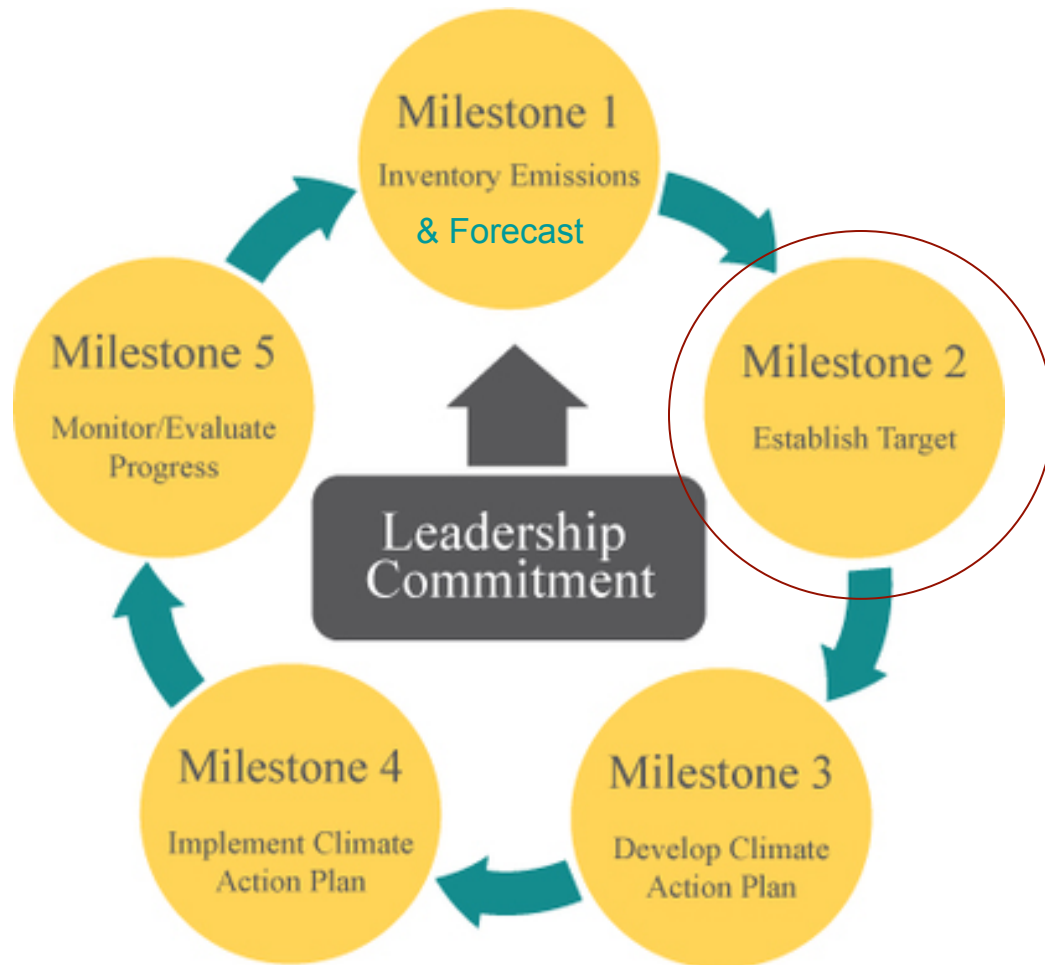 Milestone 1
Inventory Emissions
& Forecast
Milestone 2
Establish Target
Milestone 3
Develop Climate
Action Plan
Milestone 4
Implement Climate
Action Plan
Milestone 5
Monitor/Evaluate
Progress
Leadership
Commitment